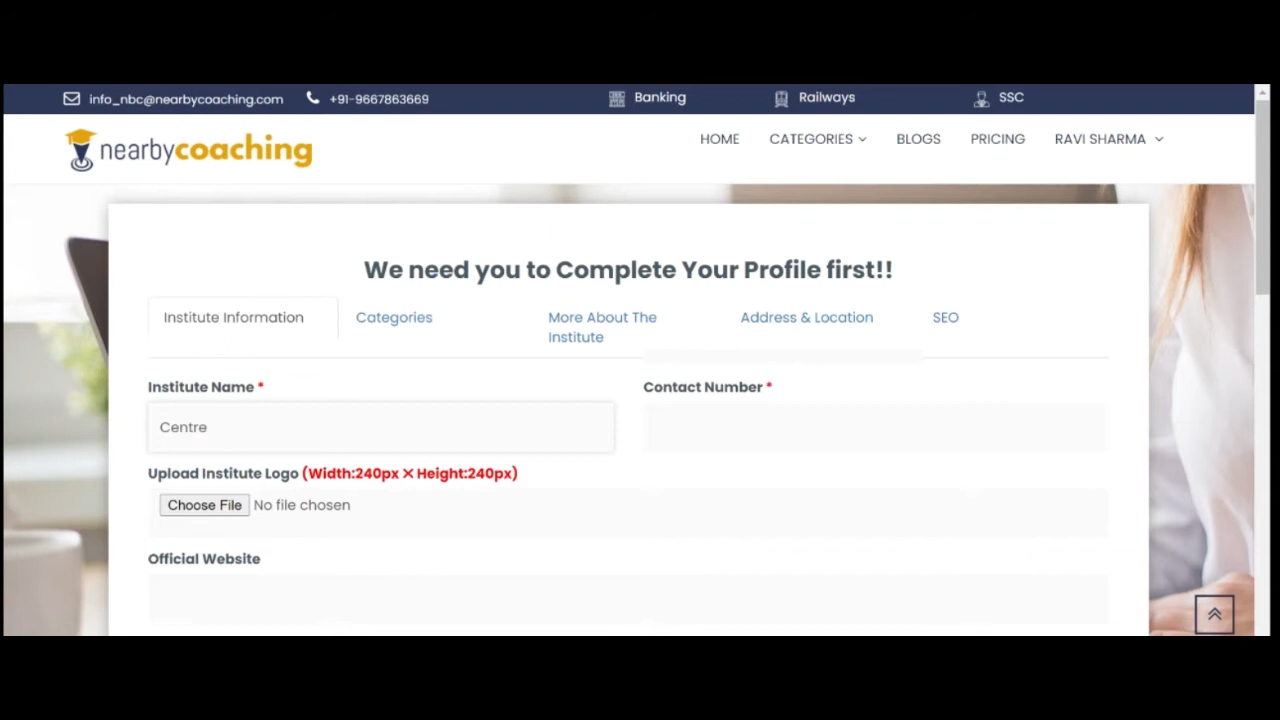 info_nbc@nearbycoaching.com +91-9667863669 Banking Railways SSC
nearbycoaching HOME CATEGORIES BLOGS PRICING RAVI SHARMA
We need you to Complete Your Profile first!!
Institute Information Categories More About The Institute Address & Location SEO
Institute Name * Contact Number *
Centre
Upload Institute Logo (Width:240px X Height:240px)
Choose File No file chosen
Official Website